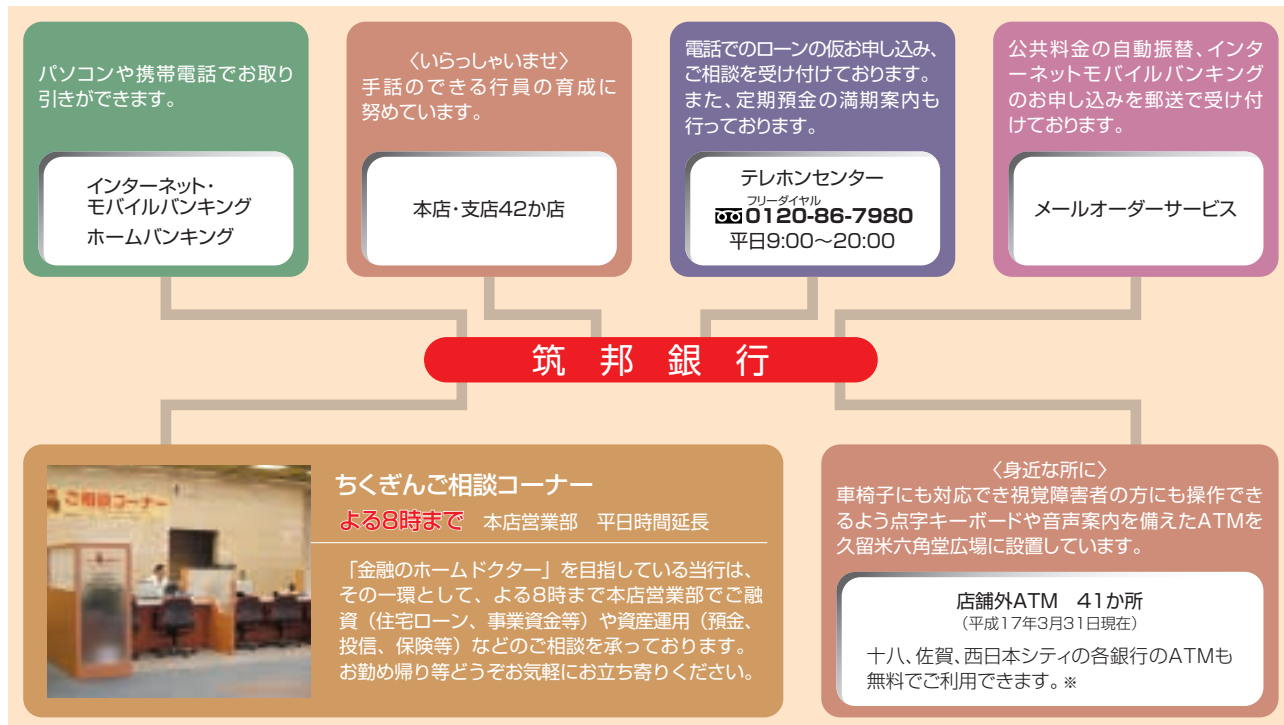 パソコンや携帯電話でお取り
引きができます。
インターネット・
モバイルバンキング
ホームバンキング
〈いらっしゃいませ〉
手話のできる行員の育成に
努めています。
本店・支店42か店
電話でのローンの仮お申し込み、
ご相談を受け付けております。
また、定期預金の満期案内も
行っております。
テレホンセンター
フリーダイヤル
0120-86-7980
平日9:00〜20:00
公共料金の自動振替、インタ
ーネットモバイルバンキング
のお申し込みを郵送で受け付
けております。
メールオーダーサービス
筑邦銀行
ご相談コーナー
ちくぎんご相談コーナー
よる8時まで 本店営業部 平日時間延長
「金融のホームドクター」を目指している当行は、
その一環として、よる8時まで本店営業部でご融
資（住宅ローン、事業資金等）や資産運用（預金、
投信、保険等）などのご相談を承っております。
お勤め帰り等どうぞお気軽にお立ち寄りください。
〈身近な所に〉
車椅子にも対応でき視覚障害者の方にも操作でき
るよう点字キーボードや音声案内を備えたATMを
久留米六角堂広場に設置しています。
店舗外ATM 41か所
（平成17年3月31日現在）
十八、佐賀、西日本シティの各銀行のATMも
無料でご利用できます。※